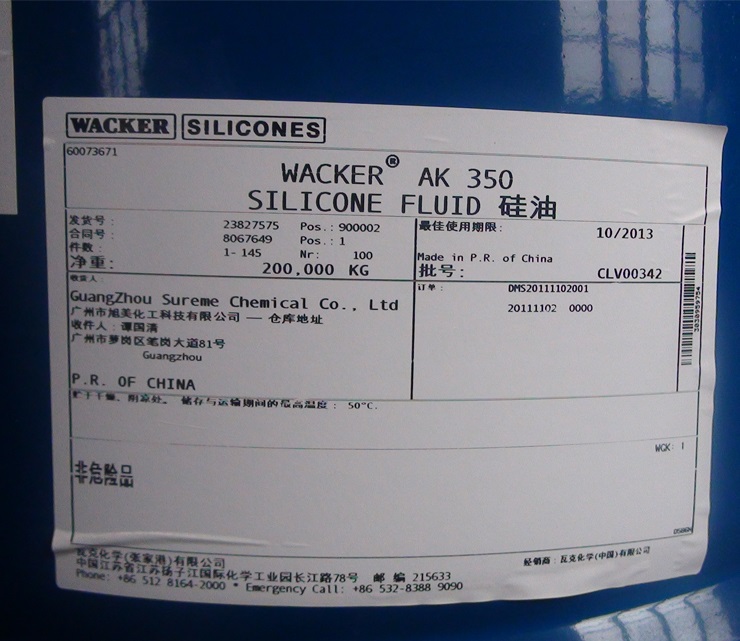 WACKER SILICONES
60073671
WACKER® AK 350
SILICONE FLUID 硅油
发货号: 23827575 Pos.: 900002
合同号: 8067649 Pos.: 1
件数: 1- 145 Nr: 100
净重: 200,000 KG
最佳使用期限: 10/2013
Made in P.R. of China
批号: CLV00342
收货人:
GuangZhou Sureme Chemical Co., Ltd
广州市旭美化工科技有限公司 — 仓库地址
收件人: 谭国清
广州市萝岗区笔岗大道81号
Guangzhou
P.R. OF CHINA
订单: DMS20111102001
20111102 0000
3030959754
贮于干燥、阴凉处。 储存与运输期间的最高温度: 50°C.
WGK: 1
非危险品
瓦克化学(张家港)有限公司
中国江苏省江苏扬子江国际化学工业园长江路78号 邮 编 215633
Phone: +86 512 8164-2000 * Emergency Call: +86 532-8388 9090
经销商: 瓦克化学(中国)有限公司